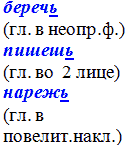 беречь
(гл. в неопр.ф.)
пишешь
(гл. во  2 лице)
нарежь
(гл. в
повелит.накл.)